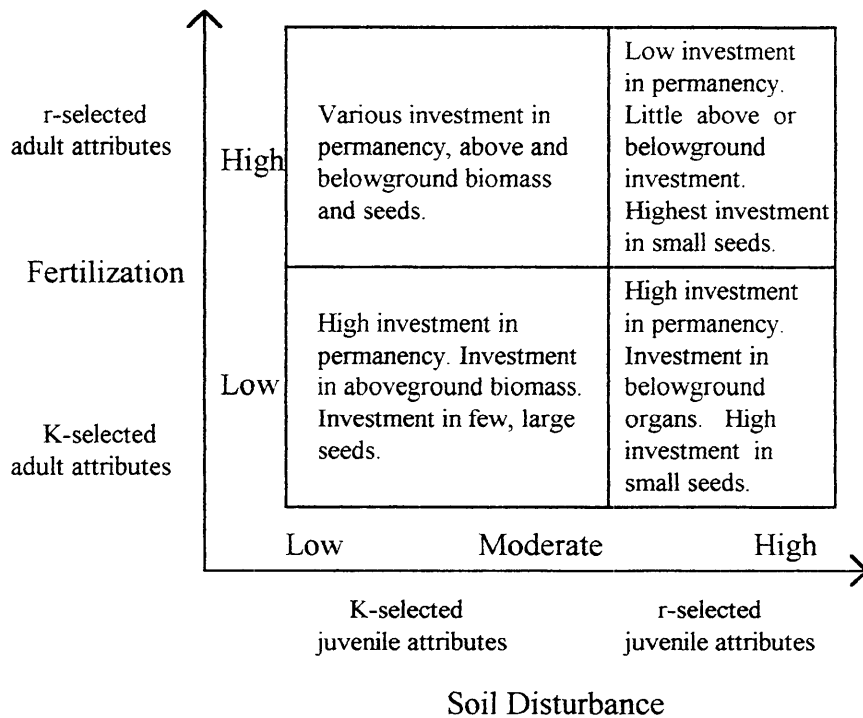 r-selected
adult attributes
Fertilization
K-selected
adult attributes
High
Low
Various investment in
permanency, above and
belowground biomass
and seeds.
Low investment
in permanency.
Little above or
belowground
investment.
Highest investment
in small seeds.
High investment in
permanency. Investment
in aboveground biomass.
Investment in few, large
seeds.
High investment
in permanency.
Investment in
belowground
organs. High
investment in
small seeds.
Low Moderate High
K-selected
juvenile attributes
r-selected
juvenile attributes
Soil Disturbance